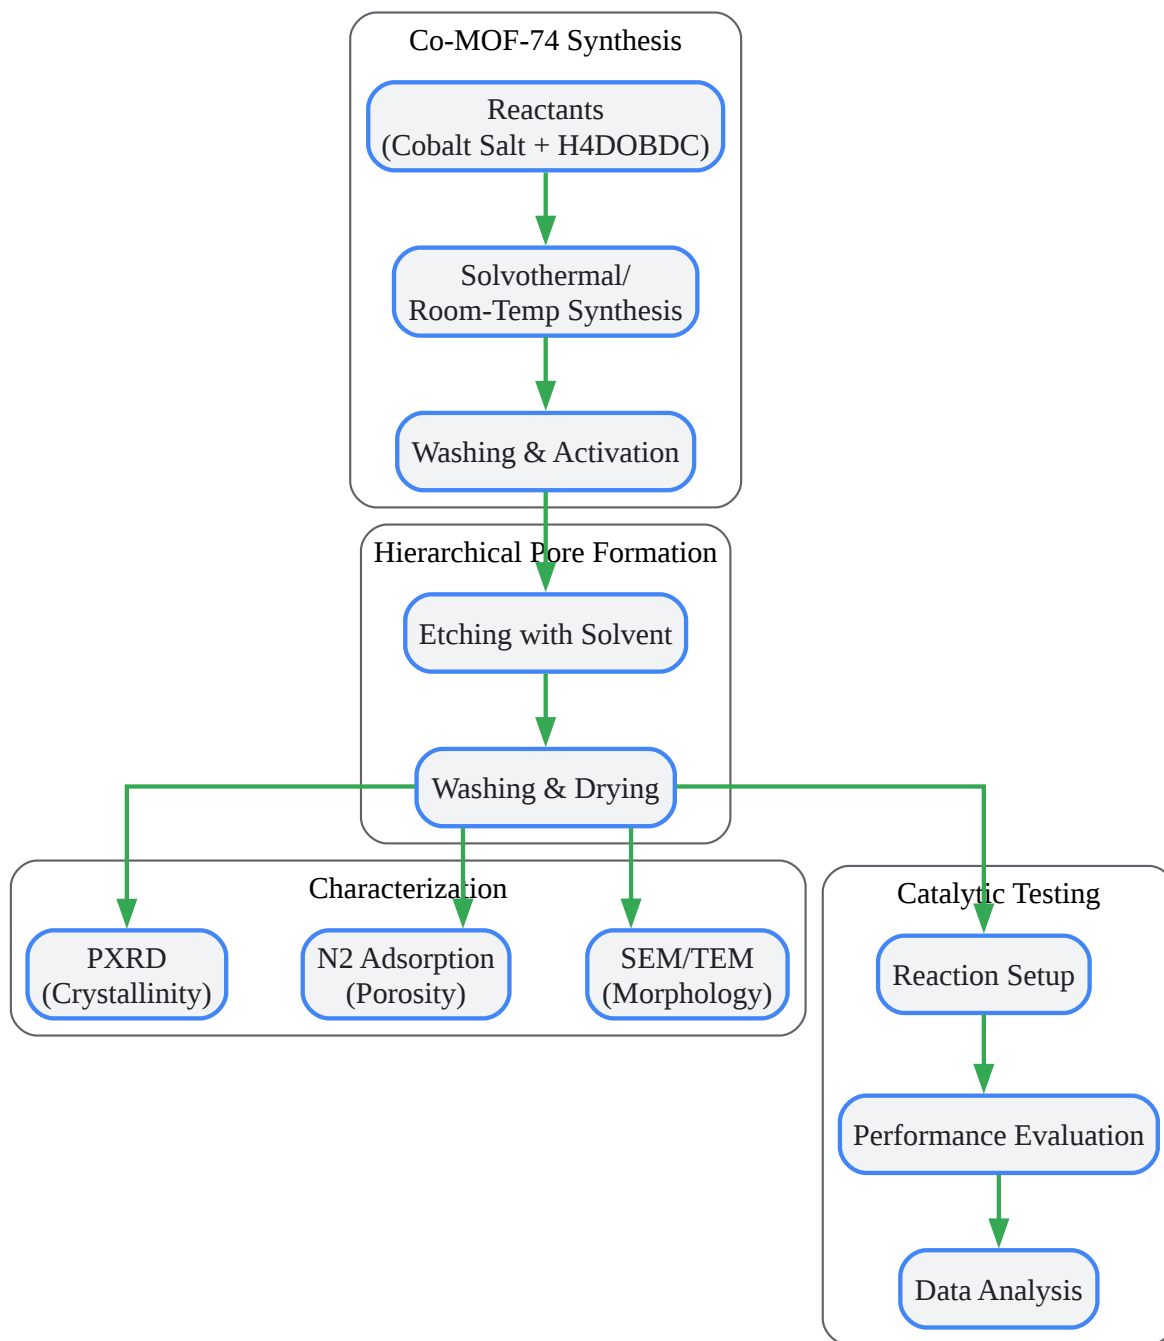 Co-MOF-74 Synthesis
Reactants
(Cobalt Salt + H4DOBDC)
Solvothermal/
Room-Temp Synthesis
Washing & Activation
Hierarchical Pore Formation
Etching with Solvent
Washing & Drying
Characterization
PXRD
(Crystallinity)
N2 Adsorption
(Porosity)
SEM/TEM
(Morphology)
Catalytic Testing
Reaction Setup
Performance Evaluation
Data Analysis